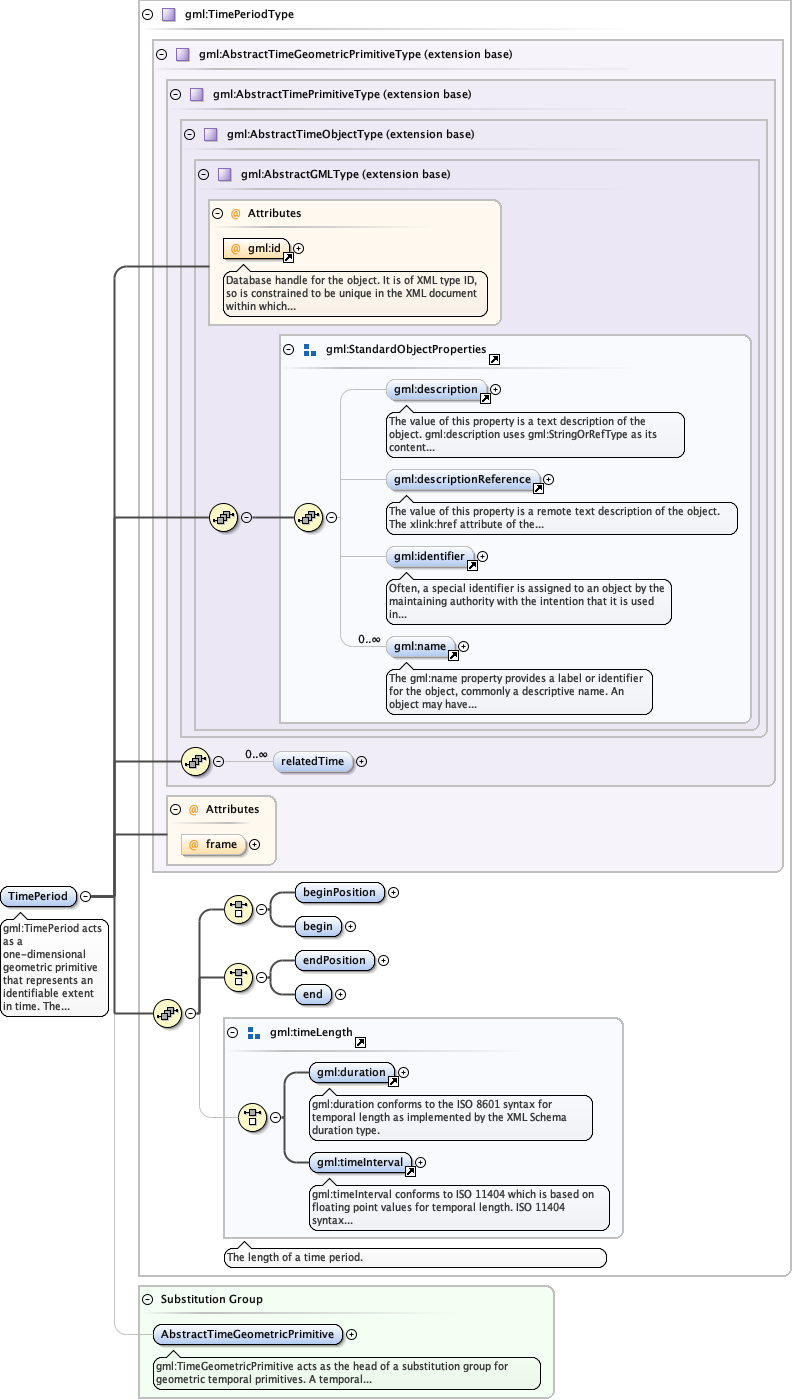 gml:TimePeriodType
gml:AbstractTimeGeometricPrimitiveType (extension base)
gml:AbstractTimePrimitiveType (extension base)
gml:AbstractTimeObjectType (extension base)
gml:AbstractGMLType (extension base)
@ Attributes
@ gml:id
Database handle for the object. It is of XML type ID,
so is constrained to be unique in the XML document
within which...
gml:StandardObjectProperties
gml:description
The value of this property is a text description of the
object. gml:description uses gml:StringOrRefType as its
content...
gml:descriptionReference
The value of this property is a remote text description of the object.
The xlink:href attribute of the...
gml:identifier
Often, a special identifier is assigned to an object by the
maintaining authority with the intention that it is used
in...
0..∞
gml:name
The gml:name property provides a label or identifier
for the object, commonly a descriptive name. An
object may have...
0..∞
relatedTime
@ Attributes
@ frame
TimePeriod
gml:TimePeriod acts
as a
one-dimensional
geometric primitive
that represents an
identifiable extent
in time. The...
beginPosition
begin
endPosition
end
gml:timeLength
gml:duration
gml:duration conforms to the ISO 8601 syntax for
temporal length as implemented by the XML Schema
duration type.
gml:timeInterval
gml:timeInterval conforms to ISO 11404 which is based on
floating point values for temporal length. ISO 11404
syntax...
The length of a time period.
Substitution Group
AbstractTimeGeometricPrimitive
gml:TimeGeometricPrimitive acts as the head of a substitution group for
geometric temporal primitives. A temporal...